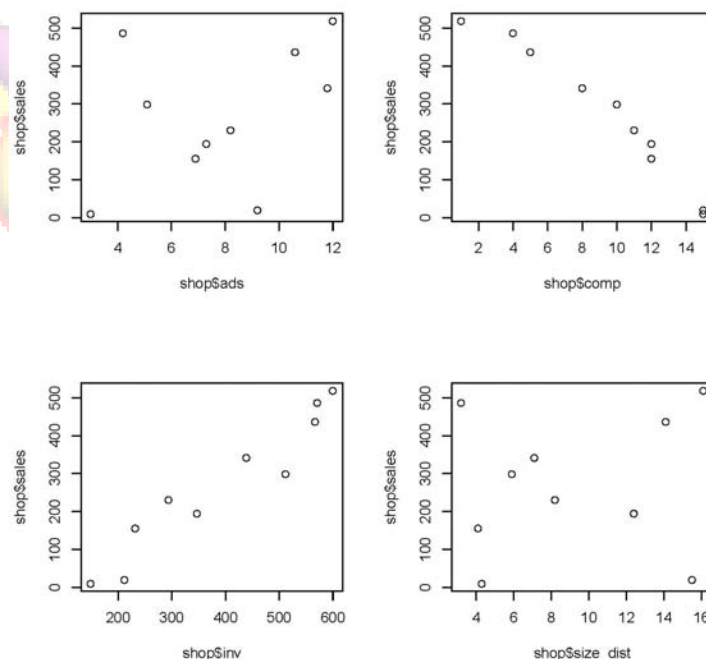 shop$sales
0 100 200 300 400 500
4 6 8 10 12
shop$ads
shop$sales
0 100 200 300 400 500
2 4 6 8 10 12 14
shop$comp
shop$sales
0 100 200 300 400 500
200 300 400 500 600
shop$inv
shop$sales
0 100 200 300 400 500
4 6 8 10 12 14 16
shop$size_dist